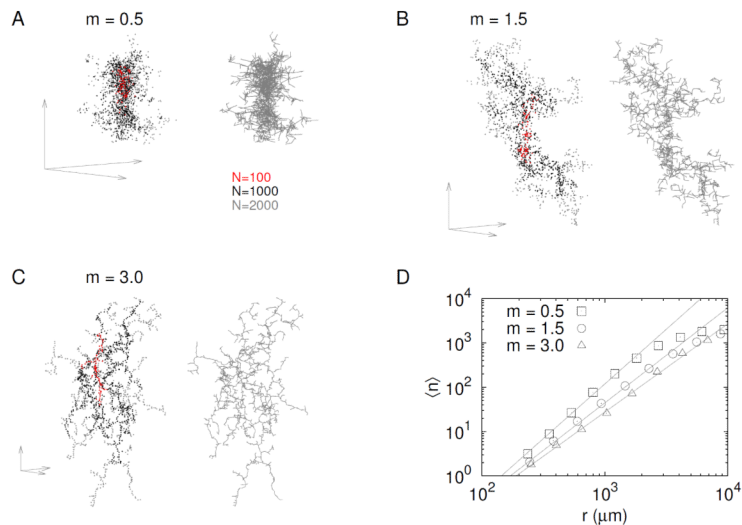 A
m = 0.5
N=100
N=1000
N=2000
B
m = 1.5
C
m = 3.0
D
10⁴
10³
10²
10¹
10⁰
⟨n⟩
m = 0.5
m = 1.5
m = 3.0
10² 10³ 10⁴
r (μm)